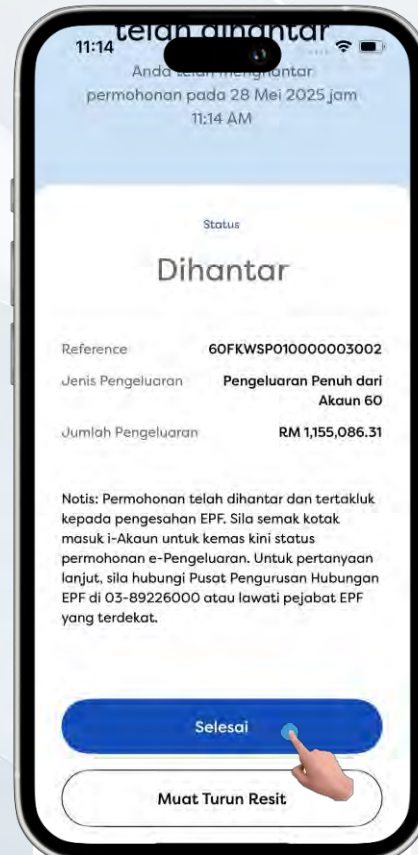 telah dihantar
11:14
Anda telah menghantar
permohonan pada 28 Mei 2025 jam
11:14 AM
Status
Dihantar
Reference 60FKWSP010000003002
Jenis Pengeluaran Pengeluaran Penuh dari
Akaun 60
Jumlah Pengeluaran RM 1,155,086.31
Notis: Permohonan telah dihantar dan tertakluk
kepada pengesahan EPF. Sila semak kotak
masuk i-Akaun untuk kemas kini status
permohonan e-Pengeluaran. Untuk pertanyaan
lanjut, sila hubungi Pusat Pengurusan Hubungan
EPF di 03-89226000 atau lawati pejabat EPF
yang terdekat.
Selesai
Muat Turun Resit